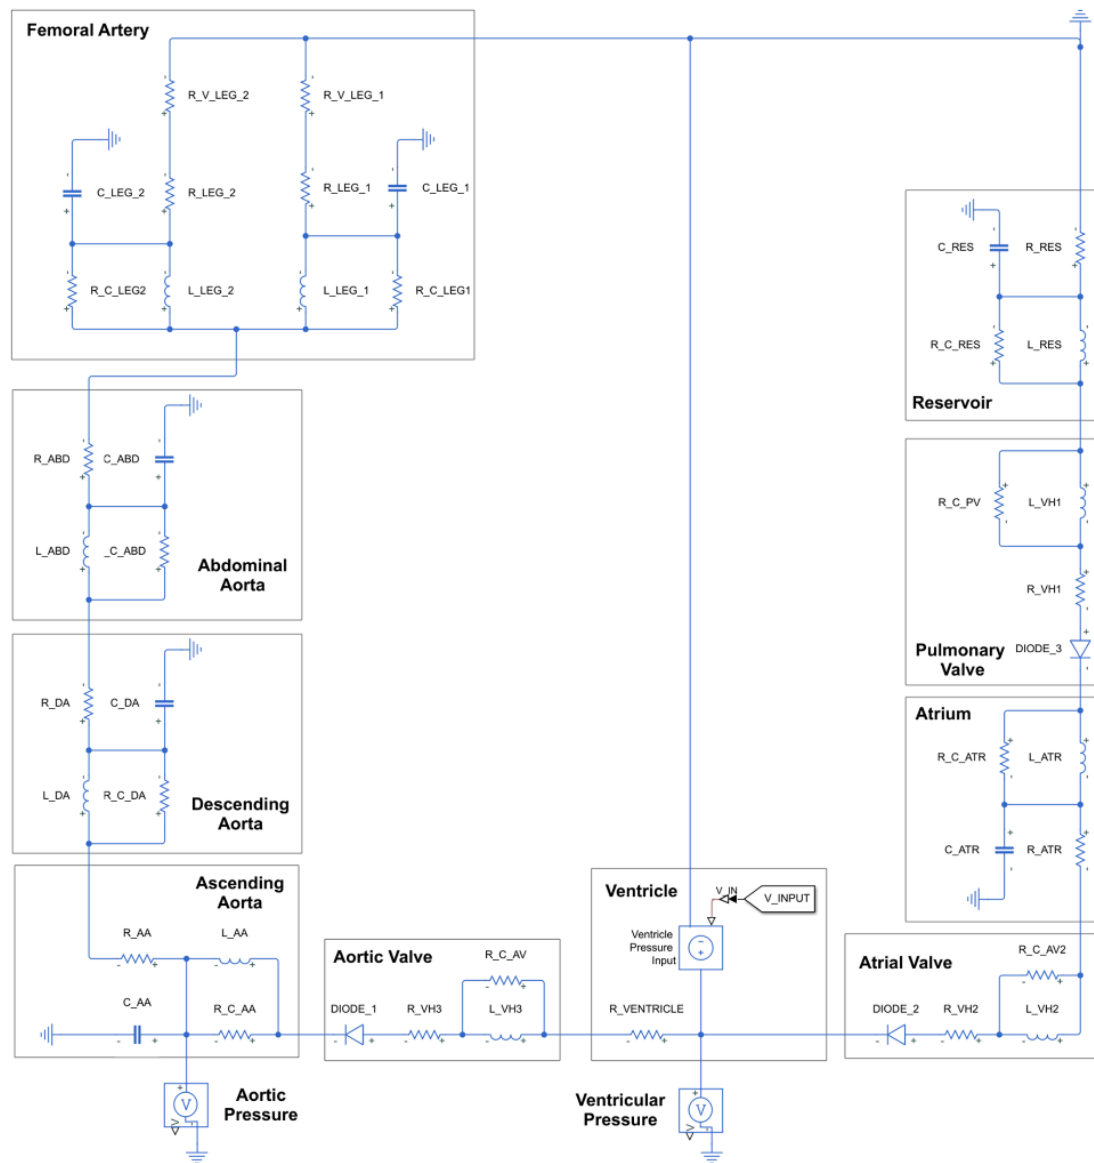 Femoral Artery
R_V_LEG_2
R_V_LEG_1
C_LEG_2
R_LEG_2
R_LEG_1
C_LEG_1
R_C_LEG2
L_LEG_2
L_LEG_1
R_C_LEG1
C_RES
R_RES
R_C_RES
L_RES
Reservoir
R_ABD
C_ABD
L_ABD
_C_ABD
Abdominal
Aorta
R_C_PV
L_VH1
R_VH1
DIODE_3
Pulmonary
Valve
R_DA
C_DA
L_DA
R_C_DA
Descending
Aorta
Atrium
R_C_ATR
L_ATR
C_ATR
R_ATR
Ascending
Aorta
R_AA
L_AA
C_AA
R_C_AA
Aortic Valve
R_C_AV
DIODE_1
R_VH3
L_VH3
Ventricle
V_IN
V_INPUT
Ventricle
Pressure
Input
R_VENTRICLE
Atrial Valve
R_C_AV2
DIODE_2
R_VH2
L_VH2
V
V
Aortic
Pressure
Ventricular
Pressure
V
V